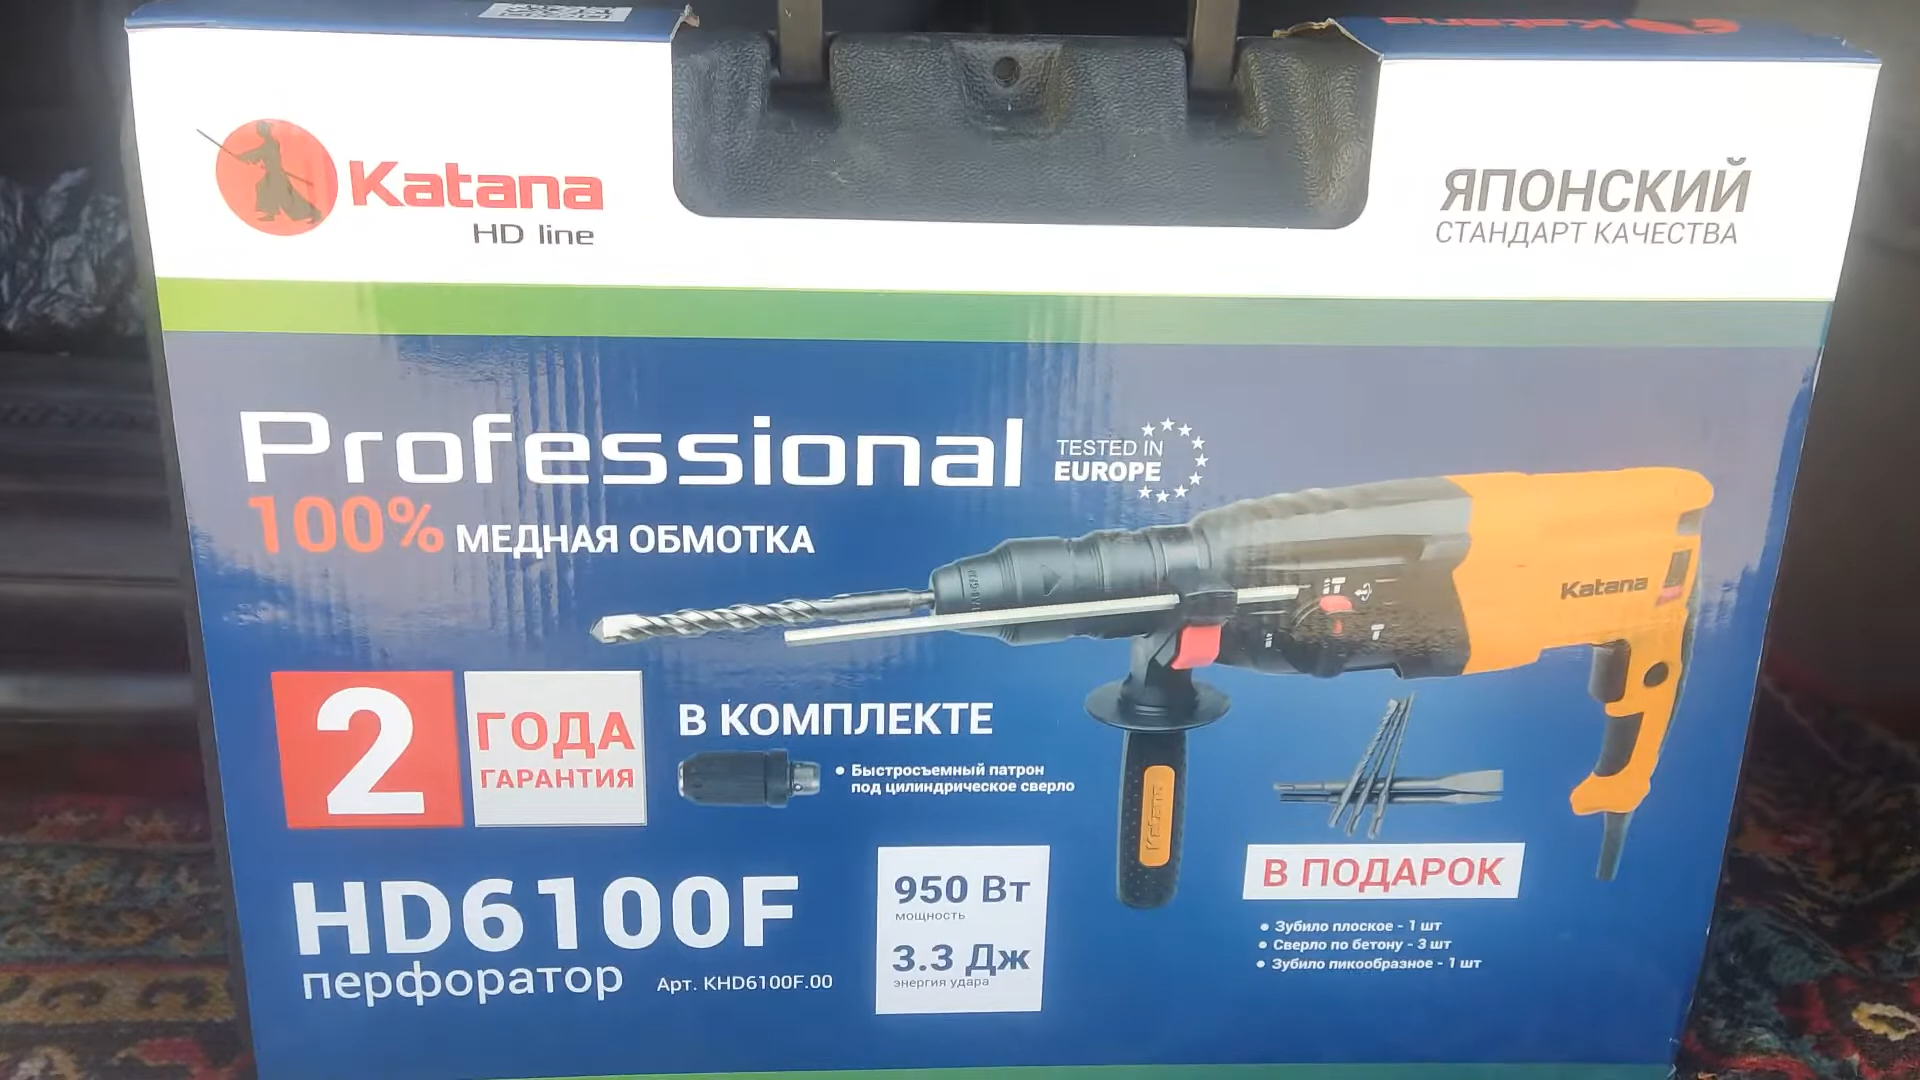 Katana
Katana
HD line
ЯПОНСКИЙ
СТАНДАРТ КАЧЕСТВА
Professional
TESTED IN
EUROPE
100% МЕДНАЯ ОБМОТКА
Katana
2
ГОДА
ГАРАНТИЯ
В КОМПЛЕКТЕ
• Быстросъемный патрон
под цилиндрическое сверло
Katana
HD6100F
перфоратор
Арт. KHD6100F.00
950 Вт
мощность
3.3 Дж
энергия удара
В ПОДАРОК
• Зубило плоское - 1 шт
• Сверло по бетону - 3 шт
• Зубило пикообразное - 1 шт